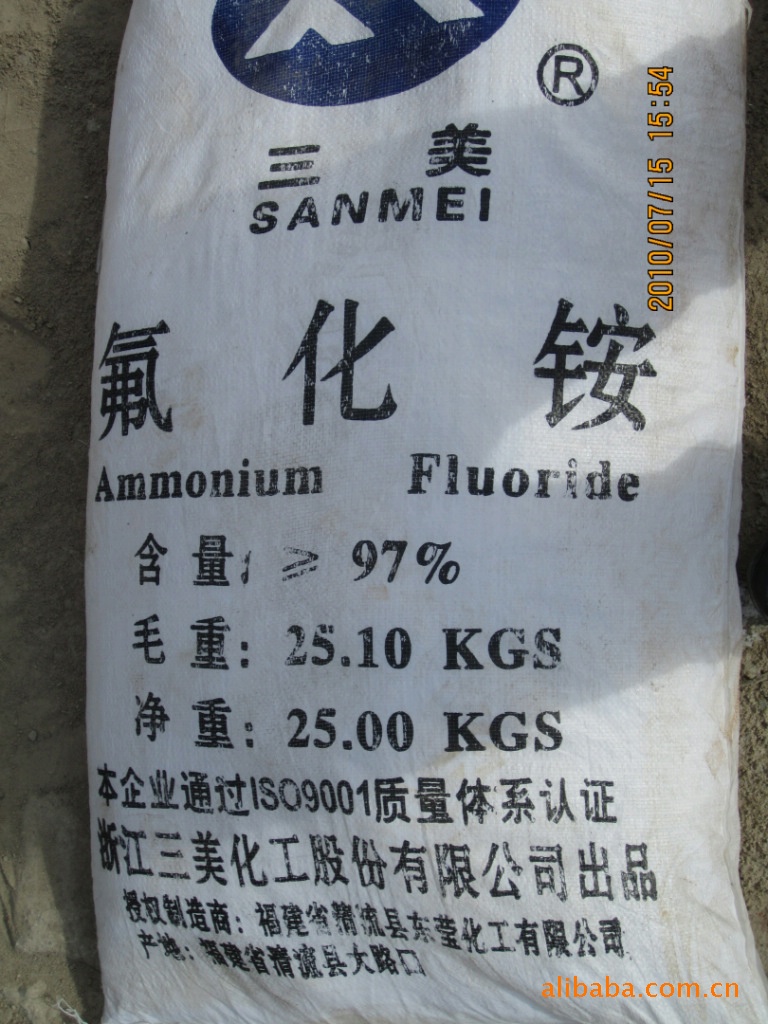 ®
三美
SANMEI
2010/07/15 15:54
氟化铵
Ammonium Fluoride
含量: ≥ 97%
毛重: 25.10 KGS
净重: 25.00 KGS
本企业通过ISO9001质量体系认证
浙江三美化工股份有限公司出品
授权制造商: 福建省清流县东莹化工有限公司
产地: 福建省清流县大路口
alibaba.com.cn